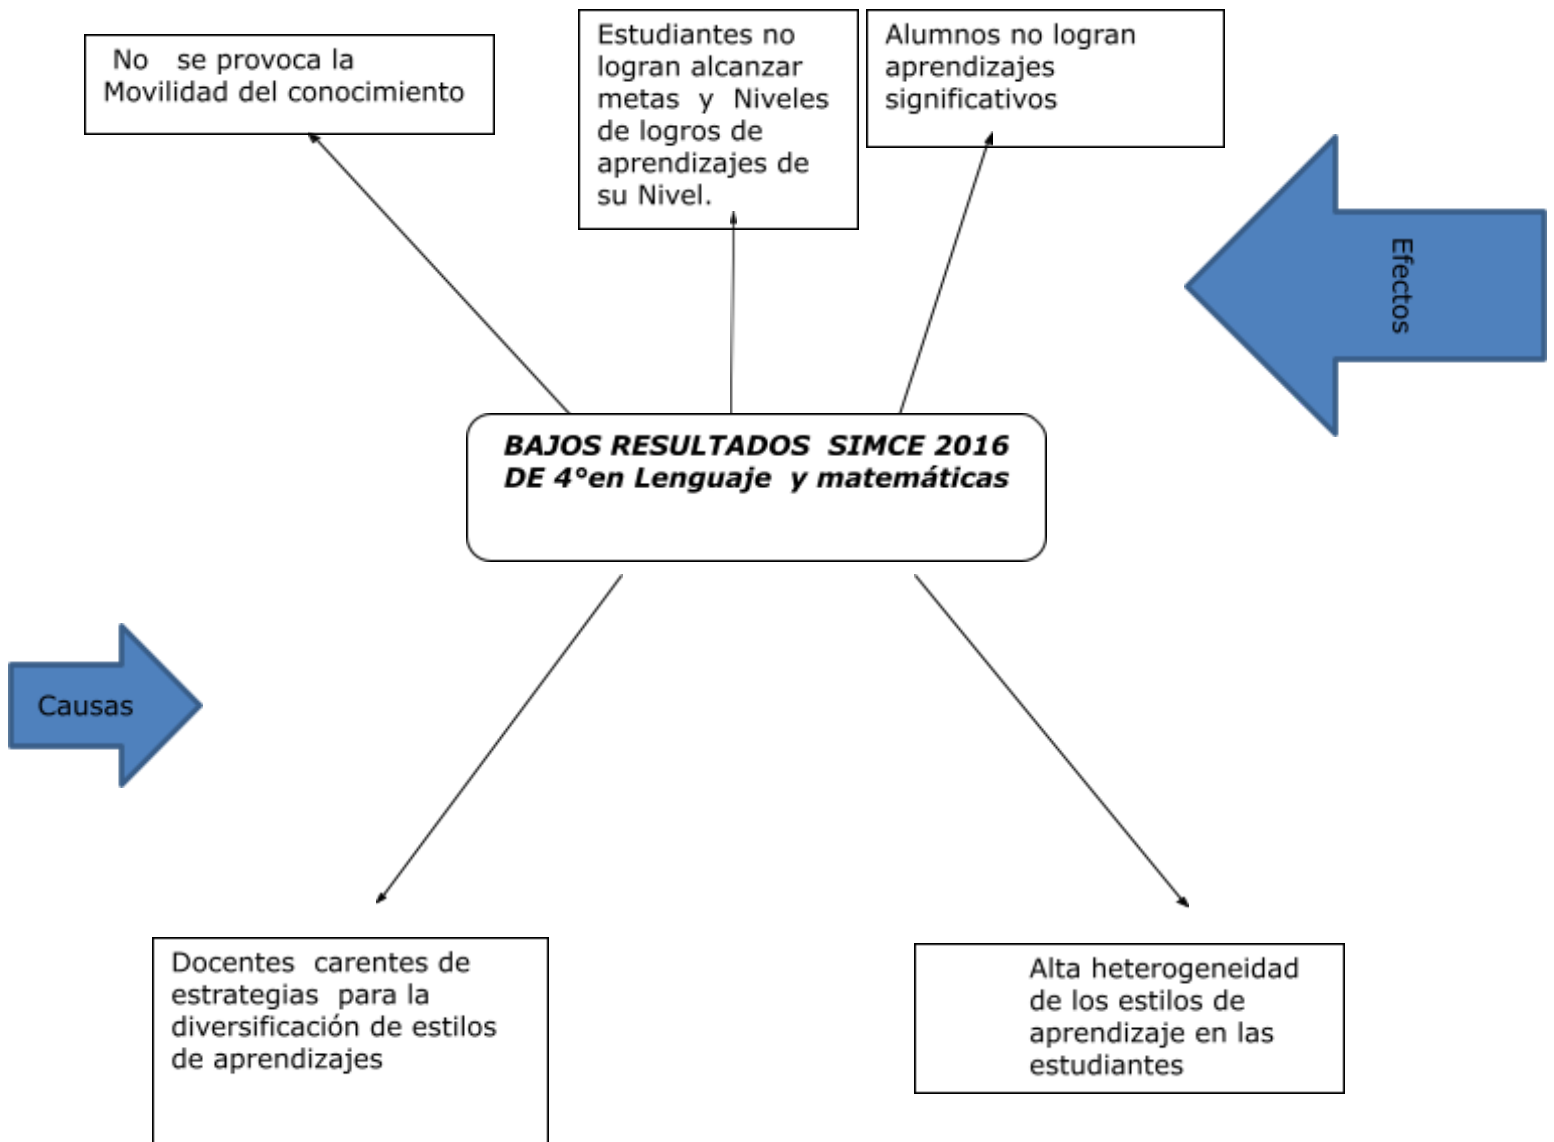 No se provoca la
Movilidad del conocimiento
Estudiantes no
logran alcanzar
metas y Niveles
de logros de
aprendizajes de
su Nivel.
Alumnos no logran
aprendizajes
significativos
Efectos
BAJOS RESULTADOS SIMCE 2016
DE 4°en Lenguaje y matemáticas
Causas
Docentes carentes de
estrategias para la
diversificación de estilos
de aprendizajes
Alta heterogeneidad
de los estilos de
aprendizaje en las
estudiantes